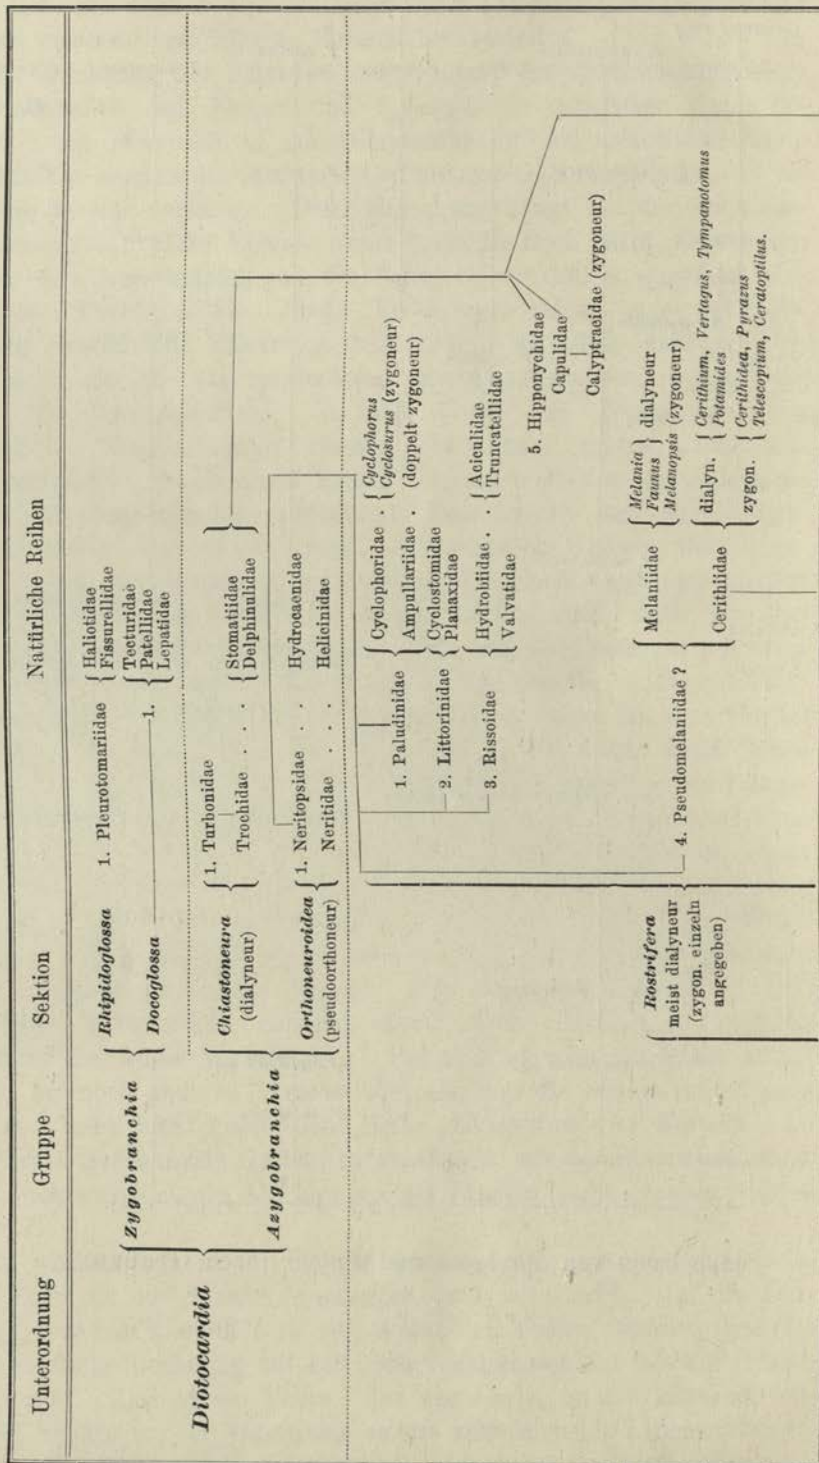 Unterordnung Gruppe Sektion Natürliche Reihen
Diotocardia
Zygobranchia
Rhipidoglossa 1. Pleurotomariidae Haliotidae
Fissurellidae
Docoglossa 1. Tecturidae
Patellidae
Lepatidae
Azygobranchia
Chiastoneura
(dialyneur)
1. Turbonidae
Trochidae . . . Stomatiidae
Delphinulidae
Orthoneuroidea
(pseudoorthoneur)
1. Neritopsidae . . Hydrocaenidae
Neritidae . . . Helicinidae
Rostrifera
meist dialyneur
(zygon. einzeln
angegeben)
1. Paludinidae Cyclophoridae . Cyclophorus
Cyclosurus (zygoneur)
Ampullariidae . (doppelt zygoneur)
2. Littorinidae Cyclostomidae
Planaxidae
3. Rissoidae Hydrobiidae . . Aciculidae
Truncatellidae
Valvatidae
5. Hipponychidae
Capulidae
Calyptraeidae (zygoneur)
4. Pseudomelaniidae ? Melaniidae Melania
Faunus dialyneur
Melanopsis (zygoneur)
Cerithiidae dialyn. Cerithium, Vertagus, Tympanotomus
Potamides
zygon. Cerithidea, Pyrazus
Telescopium, Ceratoptilus.